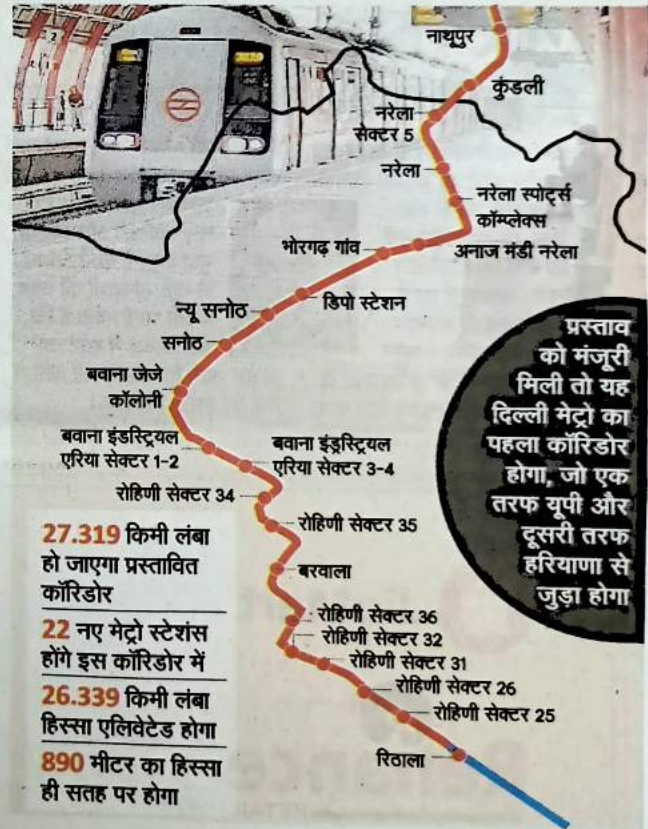 नाथूपुर
कुंडली
नरेला
सेक्टर 5
नरेला
नरेला स्पोर्ट्स
कॉम्प्लेक्स
भोरगढ़ गांव
अनाज मंडी नरेला
डिपो स्टेशन
न्यू सनोठ
सनोठ
बवाना जेजे
कॉलोनी
बवाना इंडस्ट्रियल
एरिया सेक्टर 1-2
बवाना इंड्स्ट्रियल
एरिया सेक्टर 3-4
रोहिणी सेक्टर 34
रोहिणी सेक्टर 35
बरवाला
रोहिणी सेक्टर 36
रोहिणी सेक्टर 32
रोहिणी सेक्टर 31
रोहिणी सेक्टर 26
रोहिणी सेक्टर 25
रिठाला
प्रस्ताव
को मंजूरी
मिली तो यह
दिल्ली मेट्रो का
पहला कॉरिडोर
होगा, जो एक
तरफ यूपी और
दूसरी तरफ
हरियाणा से
जुड़ा होगा
27.319 किमी लंबा
हो जाएगा प्रस्तावित
कॉरिडोर
22 नए मेट्रो स्टेशंस
होंगे इस कॉरिडोर में
26.339 किमी लंबा
हिस्सा एलिवेटेड होगा
890 मीटर का हिस्सा
ही सतह पर होगा